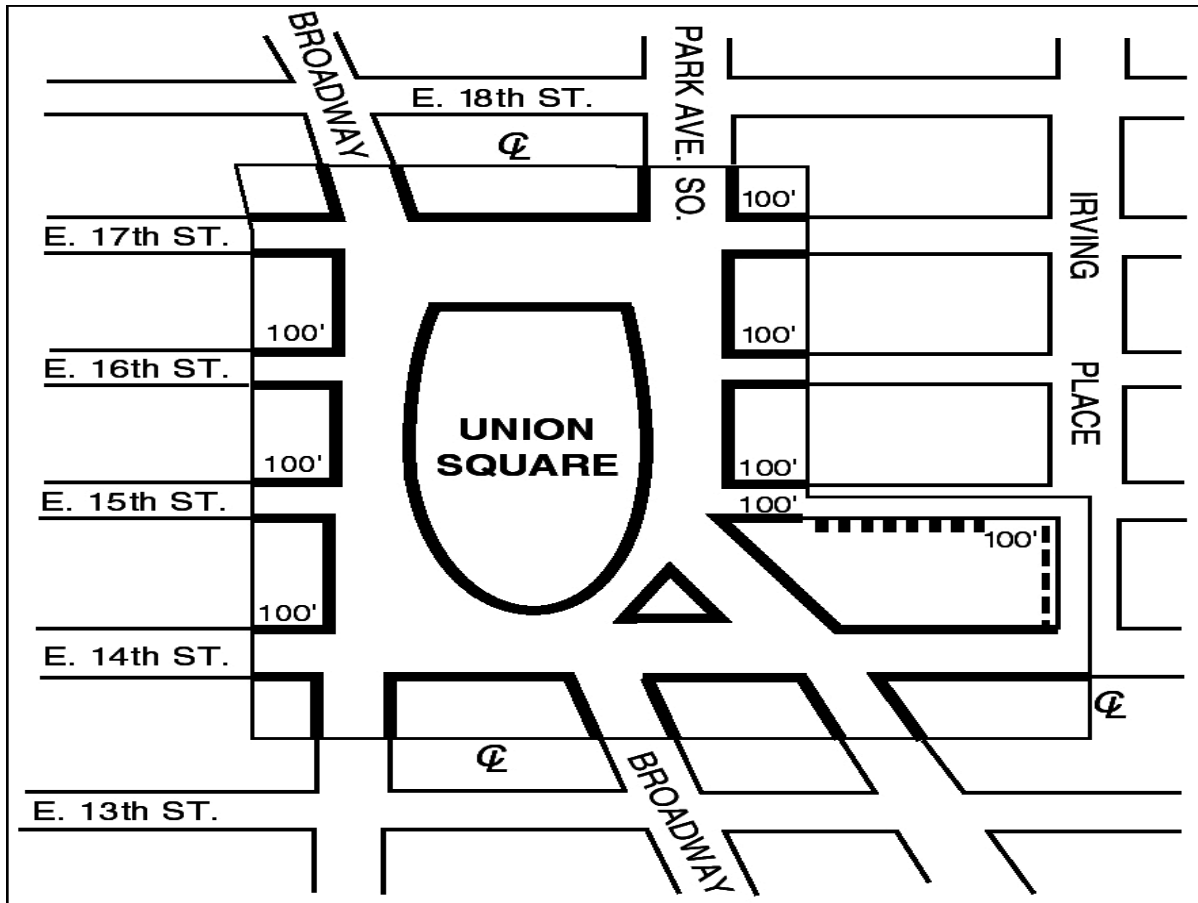 BROADWAY
PARK AVE. SO.
E. 18th ST.
℄
100'
IRVING
PLACE
E. 17th ST.
100'
100'
E. 16th ST.
UNION
SQUARE
100'
100'
E. 15th ST.
100'
100'
100'
E. 14th ST.
℄
℄
BROADWAY
E. 13th ST.